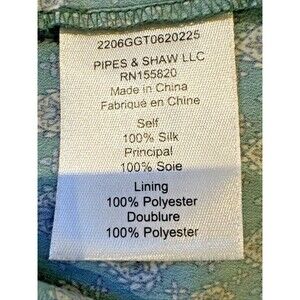 2206GGT0620225
PIPES & SHAW LLC
RN155820
Made in China
Fabriqué en Chine
Self
100% Silk
Principal
100% Soie
Lining
100% Polyester
Doublure
100% Polyester